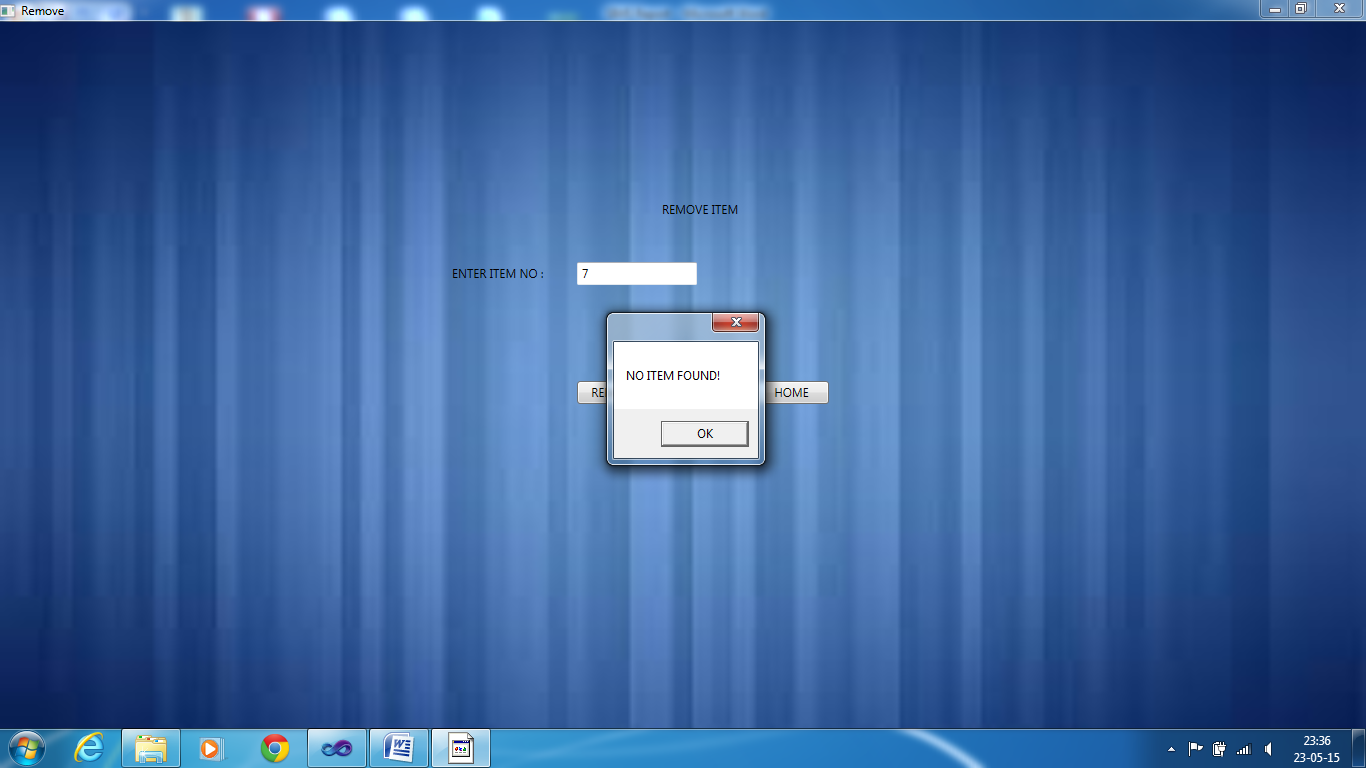 Remove
REMOVE ITEM
ENTER ITEM NO :
7
NO ITEM FOUND!
HOME
OK
23:36
23-05-15